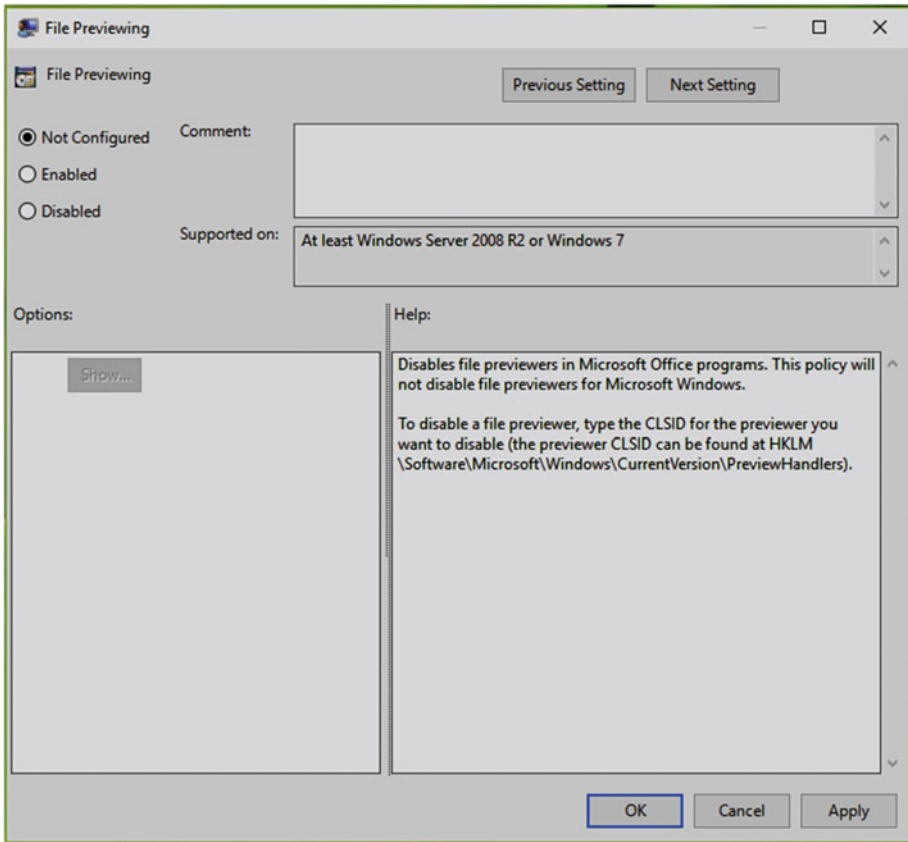 File Previewing
File Previewing
Previous Setting
Next Setting
Not Configured
Enabled
Disabled
Comment:
Supported on:
At least Windows Server 2008 R2 or Windows 7
Options:
Help:
Show...
Disables file previewers in Microsoft Office programs. This policy will
not disable file previewers for Microsoft Windows.
To disable a file previewer, type the CLSID for the previewer you
want to disable (the previewer CLSID can be found at HKLM
\Software\Microsoft\Windows\CurrentVersion\PreviewHandlers).
OK
Cancel
Apply